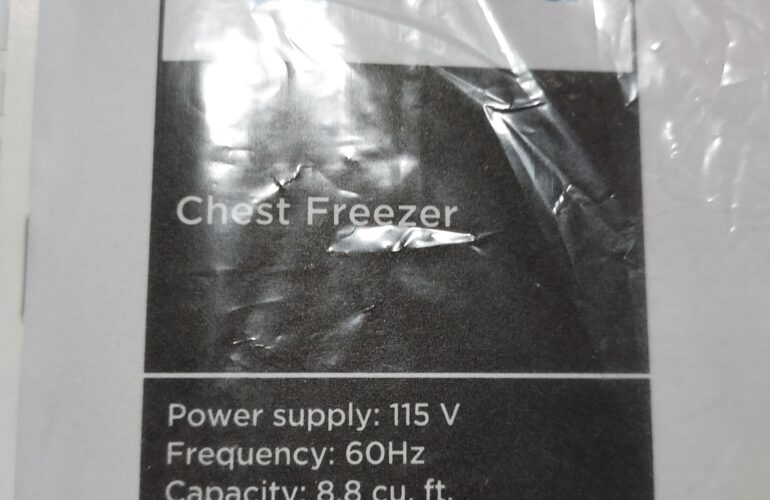 Chest Freezer
Power supply: 115 V
Frequency: 60Hz
Capacity: 8.8 cu. ft.